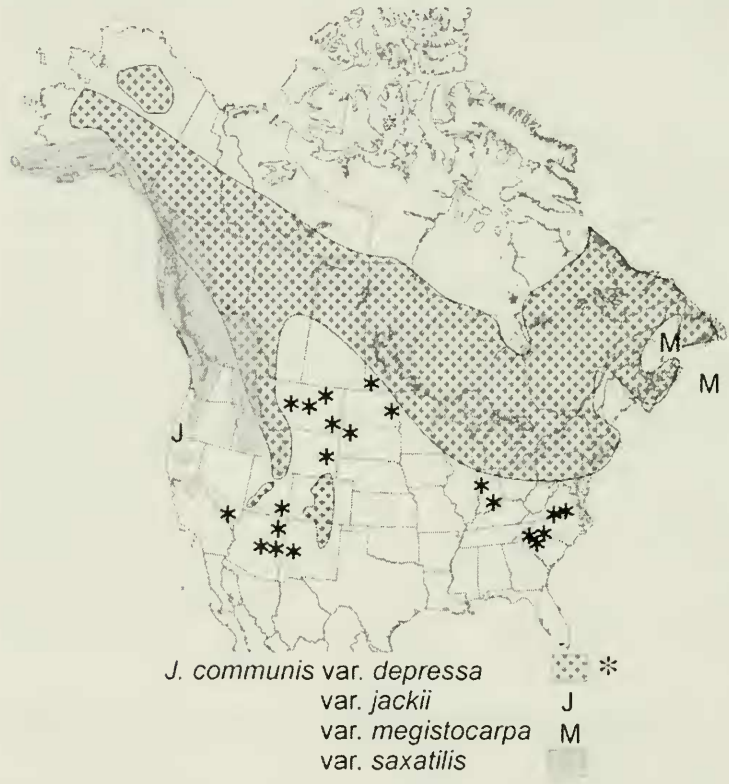 M
M
J
J. communis var. depressa *
var. jackii J
var. megistocarpa M
var. saxatilis